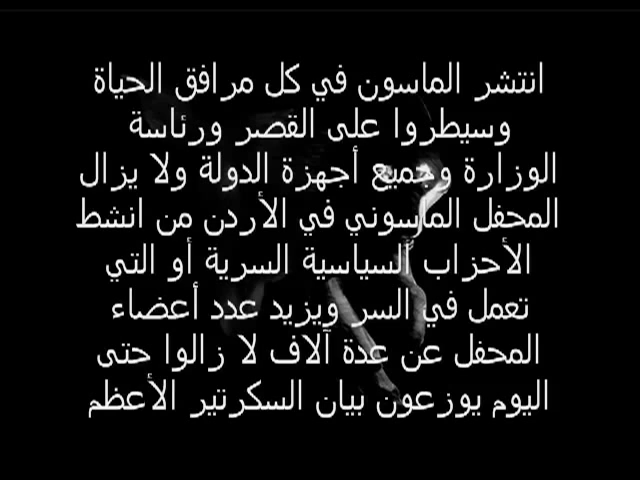 انتشر الماسون في كل مرافق الحياة
وسيطروا على القصر ورئاسة
الوزارة وجميع أجهزة الدولة ولا يزال
المحفل الماسوني في الأردن من انشط
الأحزاب السياسية السرية أو التي
تعمل في السر ويزيد عدد أعضاء
المحفل عن عدة آلاف لا زالوا حتى
اليوم يوزعون بيان السكرتير الأعظم